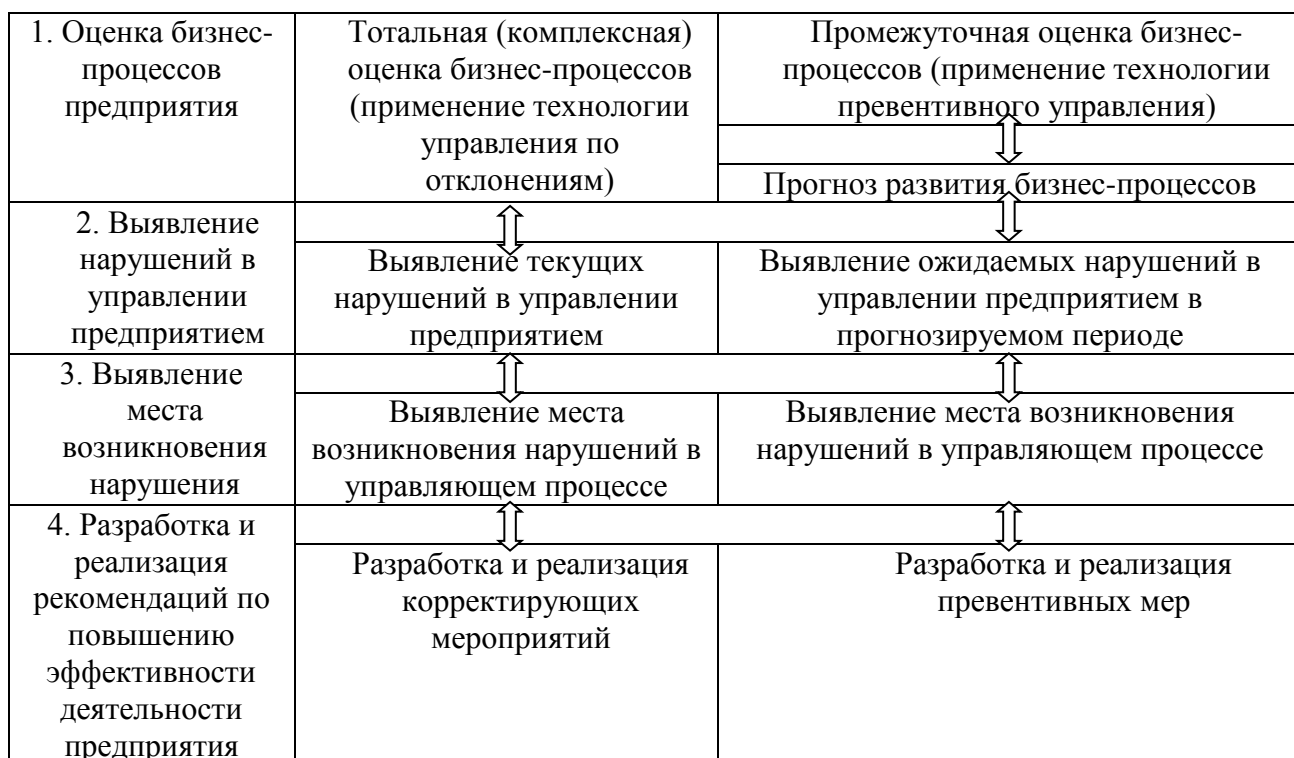 1. Оценка бизнес-
процессов
предприятия
Тотальная (комплексная)
оценка бизнес-процессов
(применение технологии
управления по
отклонениям)
Промежуточная оценка бизнес-
процессов (применение технологии
превентивного управления)
Прогноз развития бизнес-процессов
2. Выявление
нарушений в
управлении
предприятием
Выявление текущих
нарушений в управлении
предприятием
Выявление ожидаемых нарушений в
управлении предприятием в
прогнозируемом периоде
3. Выявление
места
возникновения
нарушения
Выявление места
возникновения нарушений в
управляющем процессе
Выявление места возникновения
нарушений в управляющем процессе
4. Разработка и
реализация
рекомендаций по
повышению
эффективности
деятельности
предприятия
Разработка и реализация
корректирующих
мероприятий
Разработка и реализация
превентивных мер